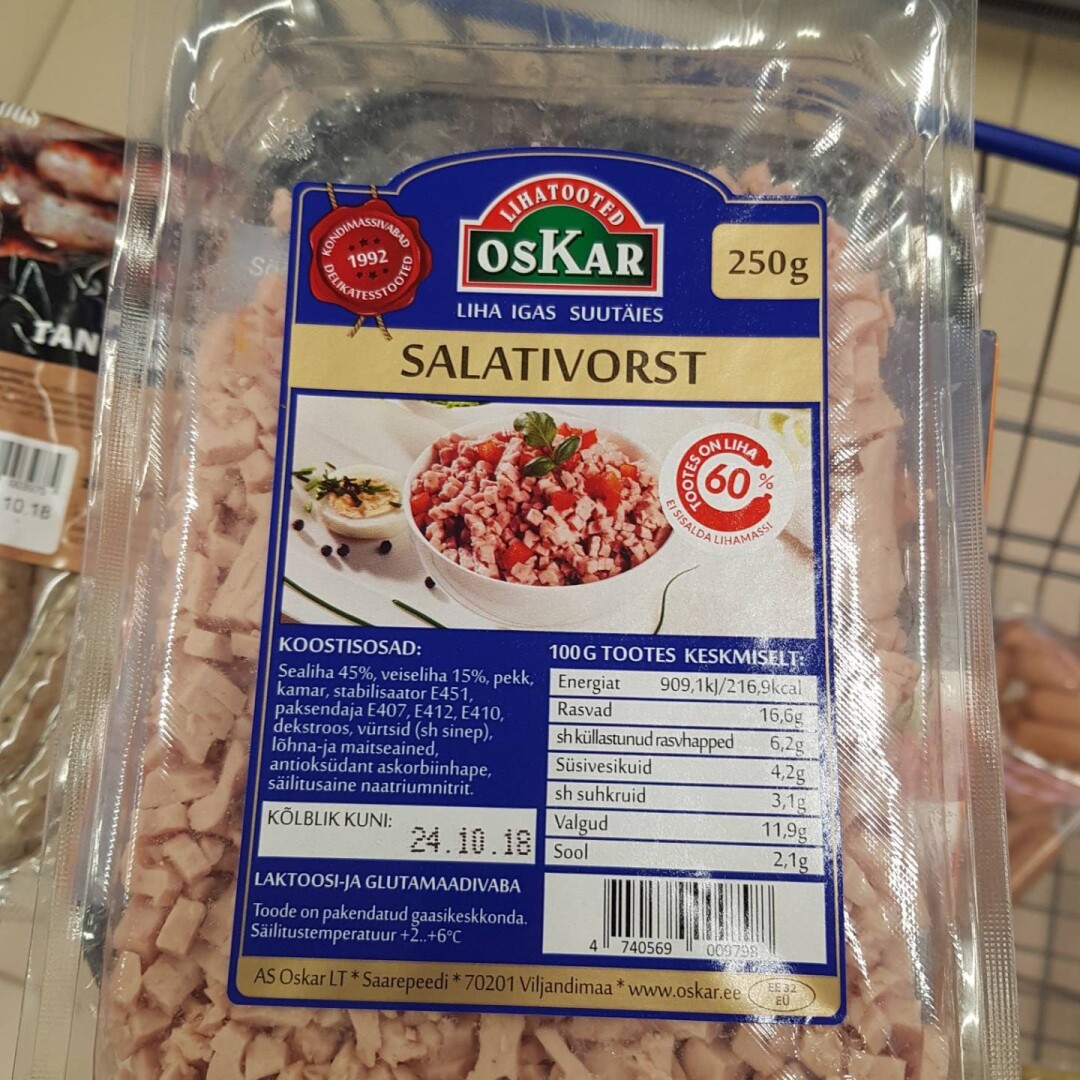 LIHATOOTED
OSKAR
LIHA IGAS SUUTÄIES
KONDIMASSIVABAD
1992
DELIKATESSTOOTED
250g
SALATIVORST
TOOTES ON LIHA
60%
EI SISALDA LIHAMASSI
KOOSTISOSAD:
Sealiha 45%, veiseliha 15%, pekk,
kamar, stabilisaator E451,
paksendaja E407, E412, E410,
dekstroos, vürtsid (sh sinep),
lõhna-ja maitseained,
antioksüdant askorbiinhape,
säilitusaine naatriumnitrit.
KÕLBLIK KUNI:
24.10.18
LAKTOOSI-JA GLUTAMAADIVABA
Toode on pakendatud gaasikeskkonda.
Säilitustemperatuur +2..+6°C
100G TOOTES KESKMISELT:
Energiat 909,1kJ/216,9kcal
Rasvad 16,6g
sh küllastunud rasvhapped 6,2g
Süsivesikuid 4,2g
sh suhkruid 3,1g
Valgud 11,9g
Sool 2,1g
4 740569 009798
AS Oskar LT * Saarepeedi * 70201 Viljandimaa * www.oskar.ee
EE 32
EÜ
TAN
10.18